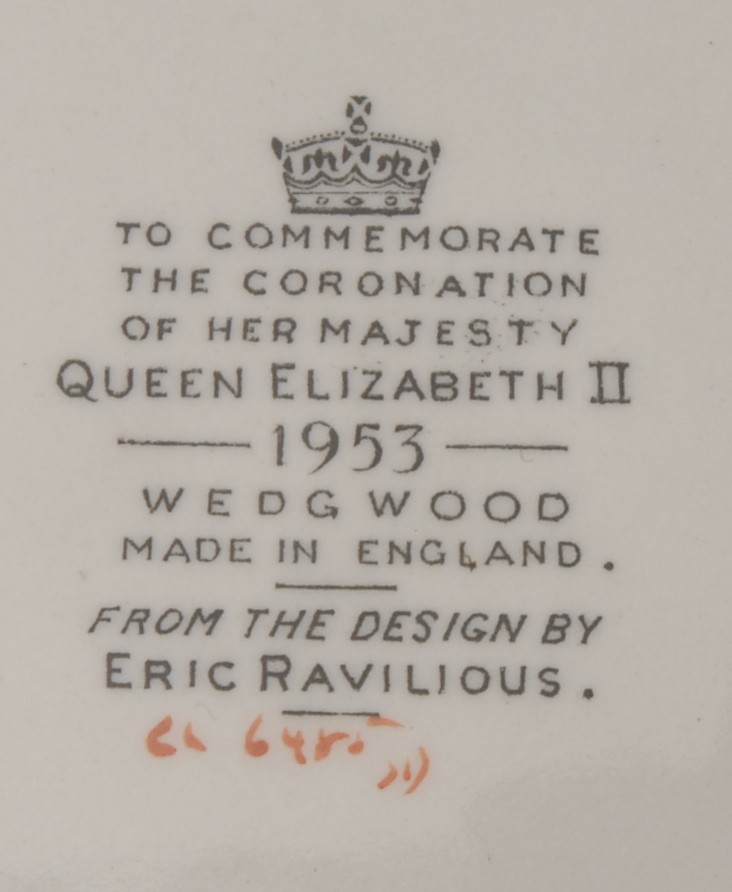 TO COMMEMORATE
THE CORONATION
OF HER MAJESTY
QUEEN ELIZABETH II
1953
WEDGWOOD
MADE IN ENGLAND.
FROM THE DESIGN BY
ERIC RAVILIOUS.